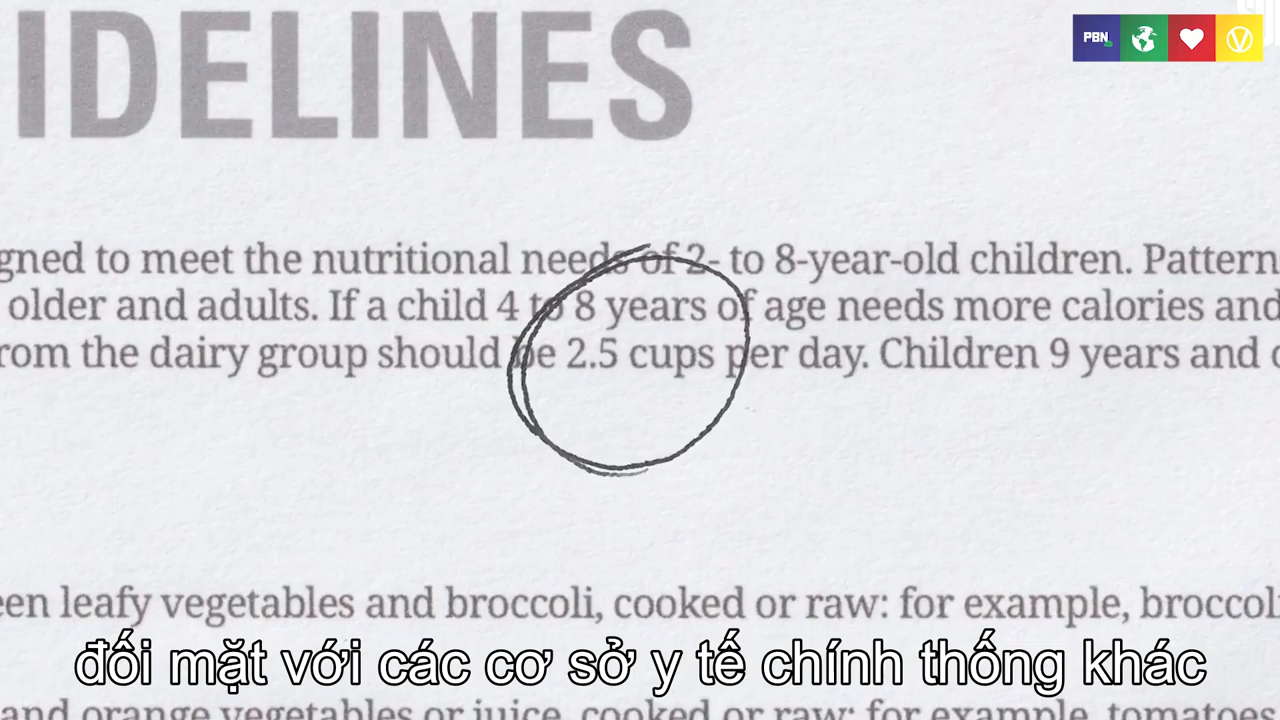 IDELINES
PBN
gned to meet the nutritional needs of 2- to 8-year-old children. Pattern
older and adults. If a child 4 to 8 years of age needs more calories and
rom the dairy group should be 2.5 cups per day. Children 9 years and
een leafy vegetables and broccoli, cooked or raw: for example, broccoli
đối mặt với các cơ sở y tế chính thống khác
and orange vegetables or juice, cooked or raw: for example, tomatoes